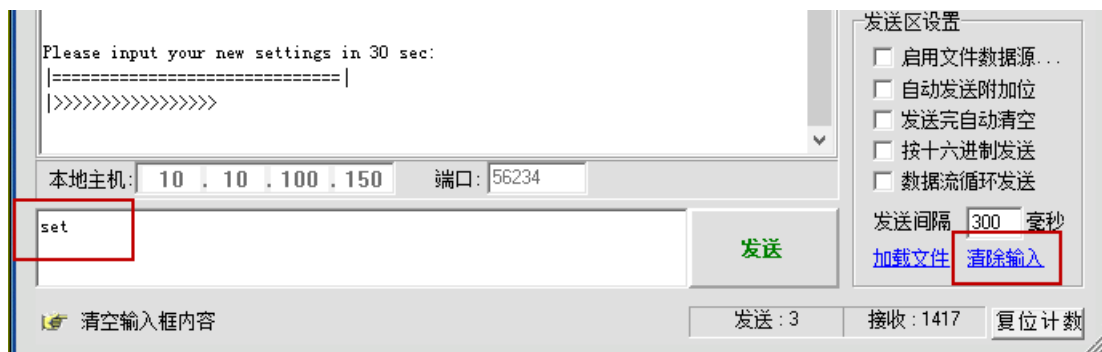 Please input your new settings in 30 sec:
|==============================|
|>>>>>>>>>>>>>>>>>
本地主机: 10 . 10 . 100 . 150 端口: 56234
set
发送
发送区设置
启用文件数据源...
自动发送附加位
发送完自动清空
按十六进制发送
数据流循环发送
发送间隔 300 毫秒
加载文件 清除输入
清空输入框内容
发送 : 3
接收 : 1417
复位计数